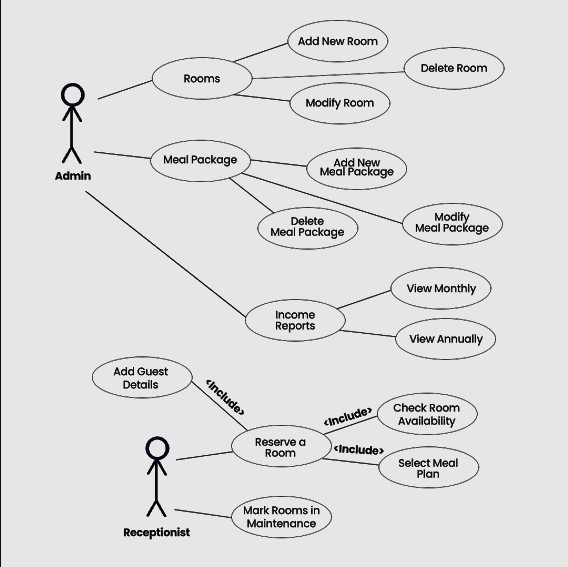 Add New Room
Rooms
Delete Room
Modify Room
Admin
Meal Package
Add New
Meal Package
Delete
Meal Package
Modify
Meal Package
Income
Reports
View Monthly
View Annually
Add Guest
Details
<Include>
Reserve a
Room
<Include>
Check Room
Availability
<Include>
Select Meal
Plan
Receptionist
Mark Rooms in
Maintenance